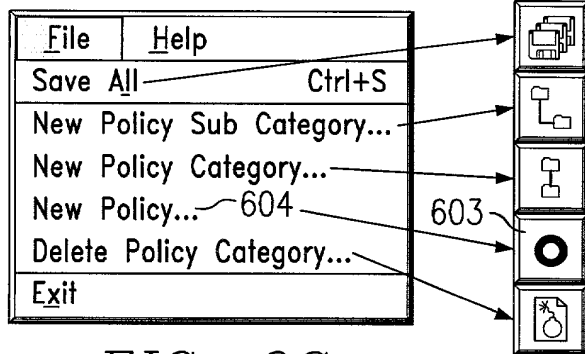 File Help
Save All Ctrl+S
New Policy Sub Category...
New Policy Category...
New Policy... 604
603
Delete Policy Category...
Exit